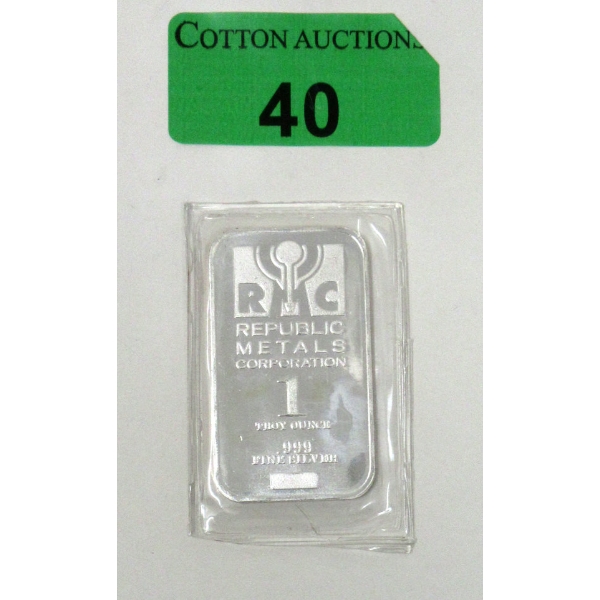 COTTON AUCTIONS
40
RMC
REPUBLIC
METALS
CORPORATION
1
TROY OUNCE
.999
FINE SILVER